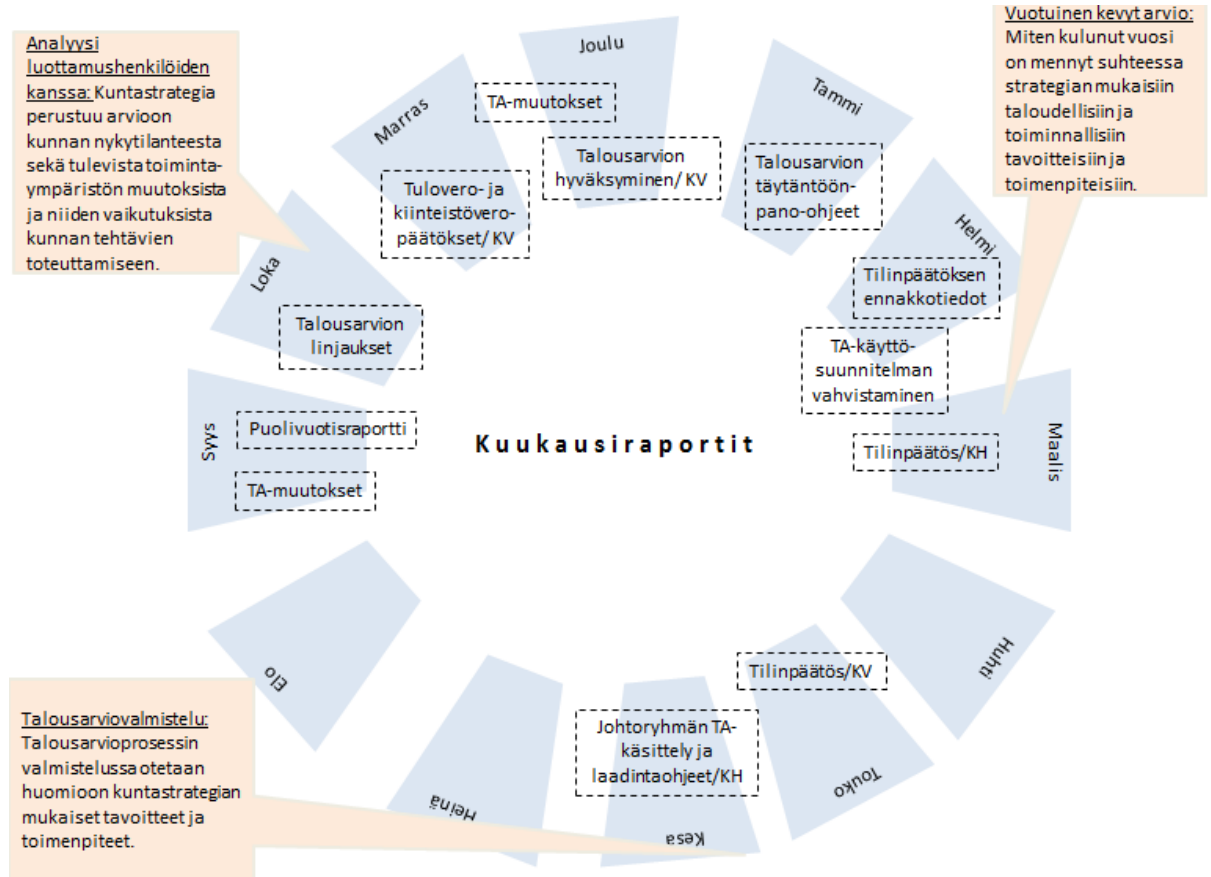 Analyysi
luottamushenkilöiden
kanssa: Kuntastrategia
perustuu arvioon
kunnan nykytilanteesta
sekä tulevista toiminta-
ympäristön muutoksista
ja niiden vaikutuksista
kunnan tehtävien
toteuttamiseen.
Joulu
TA-muutokset
Talousarvion
hyväksyminen/ KV
Tammi
Talousarvion
täytäntöön-
pano-ohjeet
Vuotuinen kevyt arvio:
Miten kulunut vuosi
on mennyt suhteessa
strategian mukaisiin
taloudellisiin ja
toiminnallisiin
tavoitteisiin ja
toimenpiteisiin.
Marras
Tulovero- ja
kiinteistövero-
päätökset/ KV
Helmi
Tilinpäätöksen
ennakkotiedot
TA-käyttö-
suunnitelman
vahvistaminen
Loka
Talousarvion
linjaukset
Syys
Puolivuotisraportti
TA-muutokset
Kuukausiraportit
Maalis
Tilinpäätös/KH
Elo
Huhti
Tilinpäätös/KV
Touko
Johtoryhmän TA-
käsittely ja
laadintaohjeet/KH
Kesä
Heinä
Talousarviovalmistelu:
Talousarvioprosessin
valmistelussa otetaan
huomioon kuntastrategian
mukaiset tavoitteet ja
toimenpiteet.